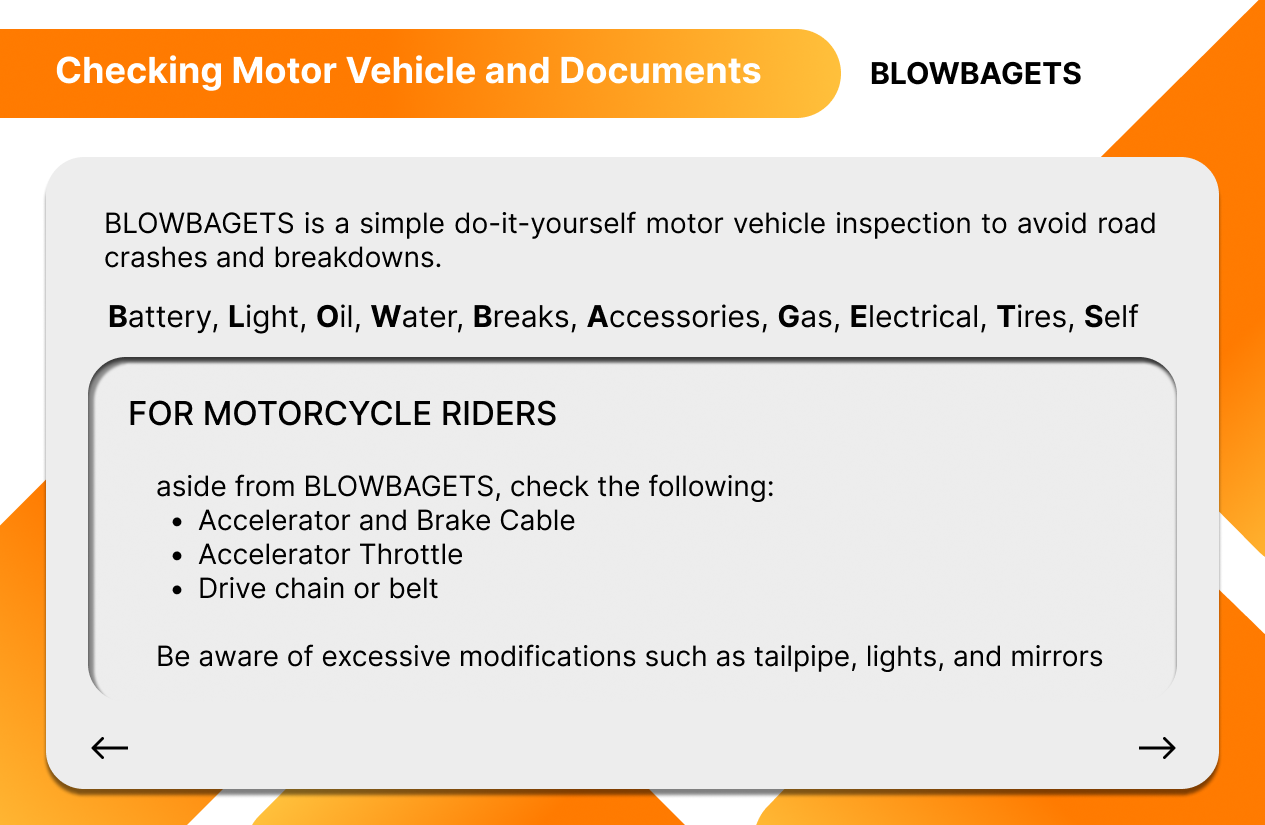 Checking Motor Vehicle and Documents
BLOWBAGETS
BLOWBAGETS is a simple do-it-yourself motor vehicle inspection to avoid road
crashes and breakdowns.
Battery, Light, Oil, Water, Breaks, Accessories, Gas, Electrical, Tires, Self
FOR MOTORCYCLE RIDERS
aside from BLOWBAGETS, check the following:
• Accelerator and Brake Cable
• Accelerator Throttle
• Drive chain or belt
Be aware of excessive modifications such as tailpipe, lights, and mirrors